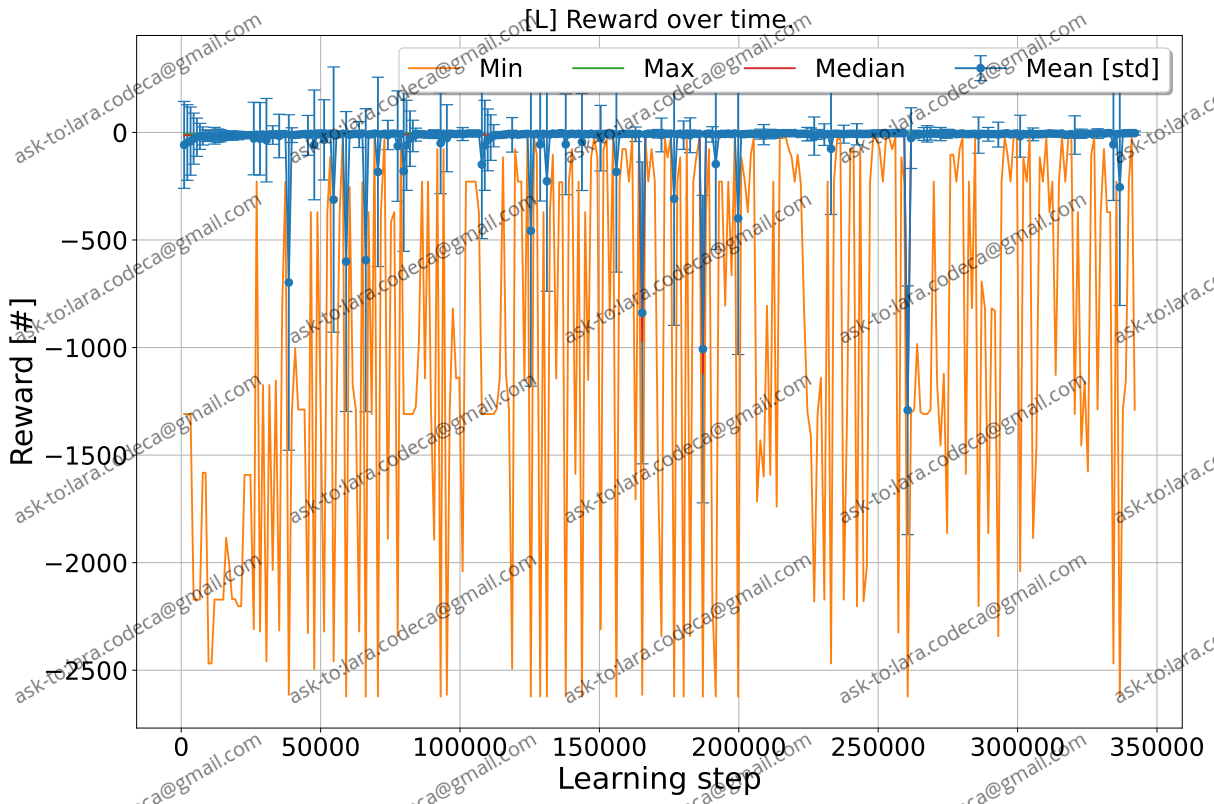 [L] Reward over time.
Min Max Median Mean [std]
0
−500
−1000
−1500
−2000
−2500
Reward [#]
0 50000 100000 150000 200000 250000 300000 350000
Learning step
ask-to:lara.codeca@gmail.com